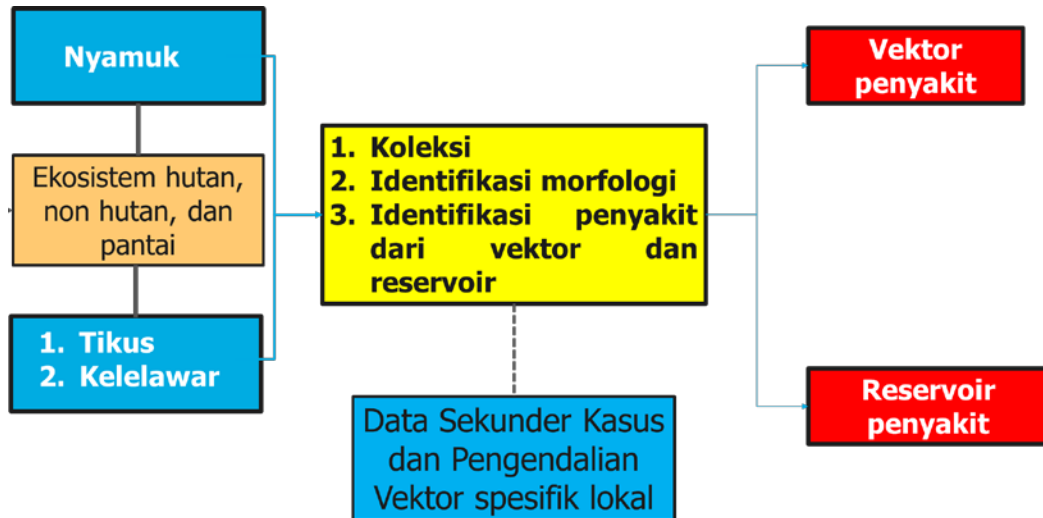 Nyamuk
Ekosistem hutan,
non hutan, dan
pantai
1. Tikus
2. Kelelawar
1. Koleksi
2. Identifikasi morfologi
3. Identifikasi penyakit
dari vektor dan
reservoir
Data Sekunder Kasus
dan Pengendalian
Vektor spesifik lokal
Vektor
penyakit
Reservoir
penyakit